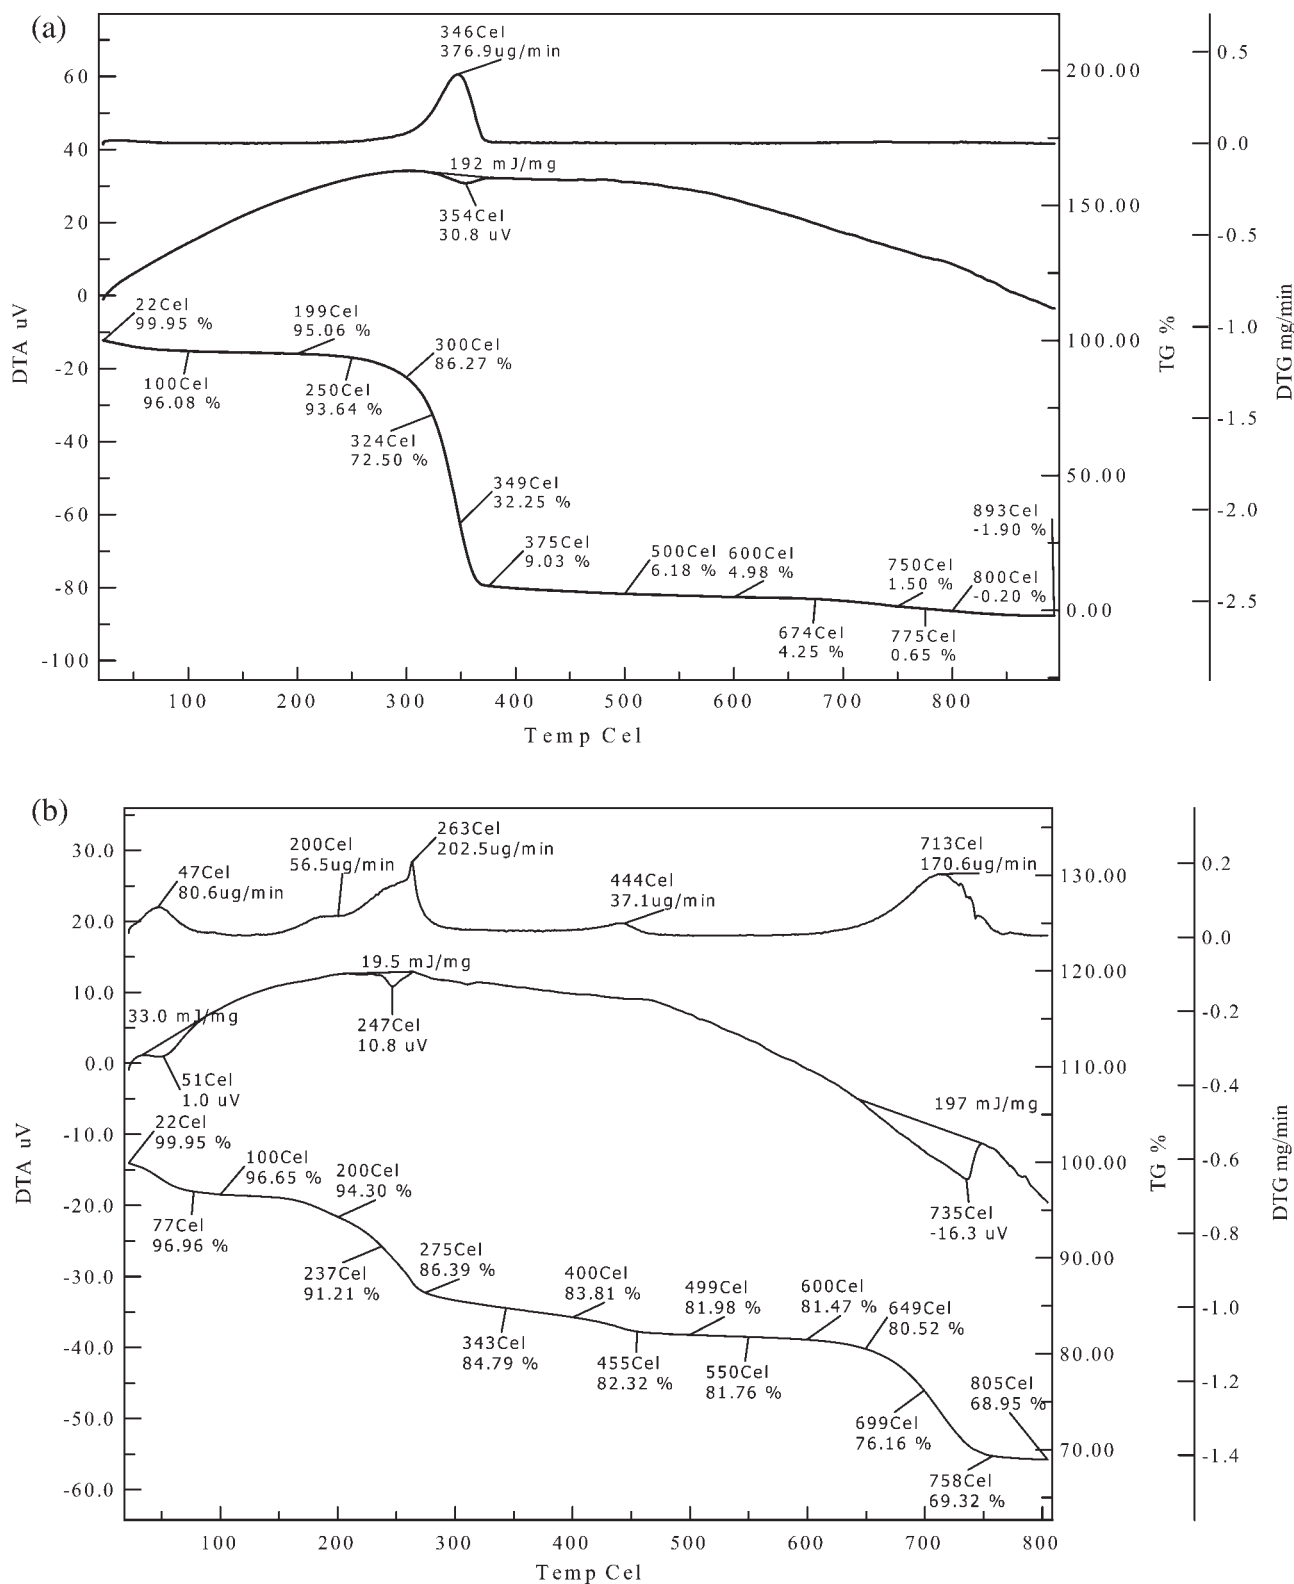 (a)
346Cel
376.9ug/min
192 mJ/mg
354Cel
30.8 uV
22Cel
99.95 %
199Cel
95.06 %
300Cel
86.27 %
100Cel
96.08 %
250Cel
93.64 %
324Cel
72.50 %
349Cel
32.25 %
375Cel
9.03 %
500Cel
6.18 %
600Cel
4.98 %
750Cel
1.50 %
893Cel
-1.90 %
800Cel
-0.20 %
674Cel
4.25 %
775Cel
0.65 %
60
40
20
0
-20
-40
-60
-80
-100
DTA uV
200.00
150.00
100.00
50.00
0.00
TG %
0.5
0.0
-0.5
-1.0
-1.5
-2.0
-2.5
DTG mg/min
100 200 300 400 500 600 700 800
Temp Cel
(b)
47Cel
80.6ug/min
200Cel
56.5ug/min
263Cel
202.5ug/min
444Cel
37.1ug/min
713Cel
170.6ug/min
33.0 mJ/mg
19.5 mJ/mg
247Cel
10.8 uV
51Cel
1.0 uV
197 mJ/mg
735Cel
-16.3 uV
22Cel
99.95 %
100Cel
96.65 %
200Cel
94.30 %
77Cel
96.96 %
237Cel
91.21 %
275Cel
86.39 %
343Cel
84.79 %
400Cel
83.81 %
455Cel
82.32 %
499Cel
81.98 %
550Cel
81.76 %
600Cel
81.47 %
649Cel
80.52 %
699Cel
76.16 %
758Cel
69.32 %
805Cel
68.95 %
30.0
20.0
10.0
0.0
-10.0
-20.0
-30.0
-40.0
-50.0
-60.0
DTA uV
130.00
120.00
110.00
100.00
90.00
80.00
70.00
TG %
0.2
0.0
-0.2
-0.4
-0.6
-0.8
-1.0
-1.2
-1.4
DTG mg/min
100 200 300 400 500 600 700 800
Temp Cel